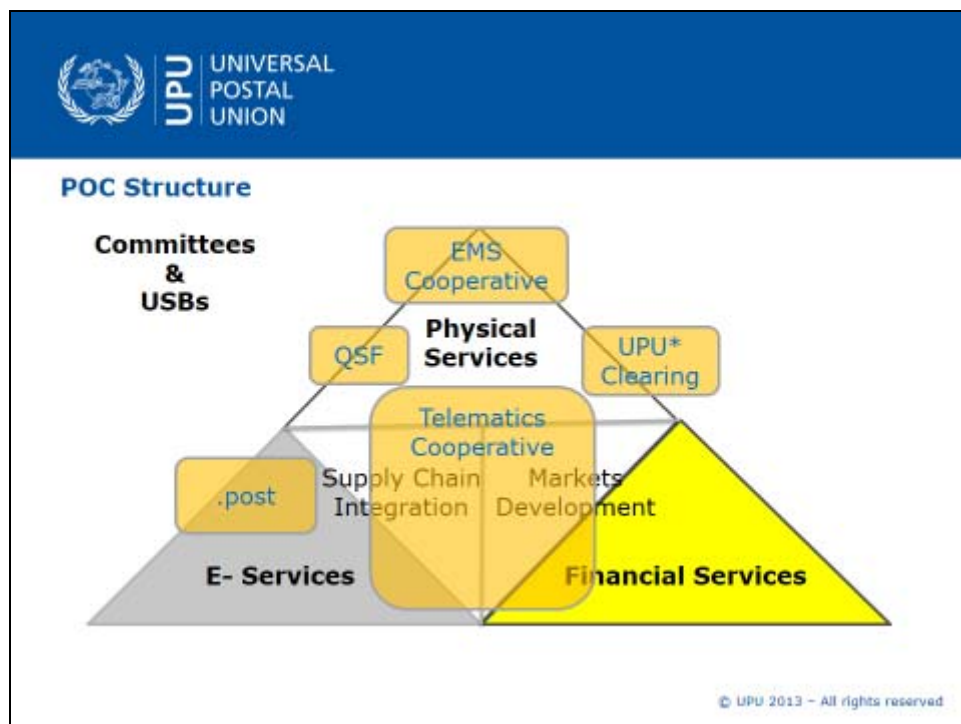 UPU
UNIVERSAL
POSTAL
UNION
POC Structure
Committees
&
USBs
EMS
Cooperative
Physical
Services
QSF
UPU*
Clearing
Telematics
Cooperative
Supply Chain
Integration
Markets
Development
.post
E- Services
Financial Services
© UPU 2013 – All rights reserved